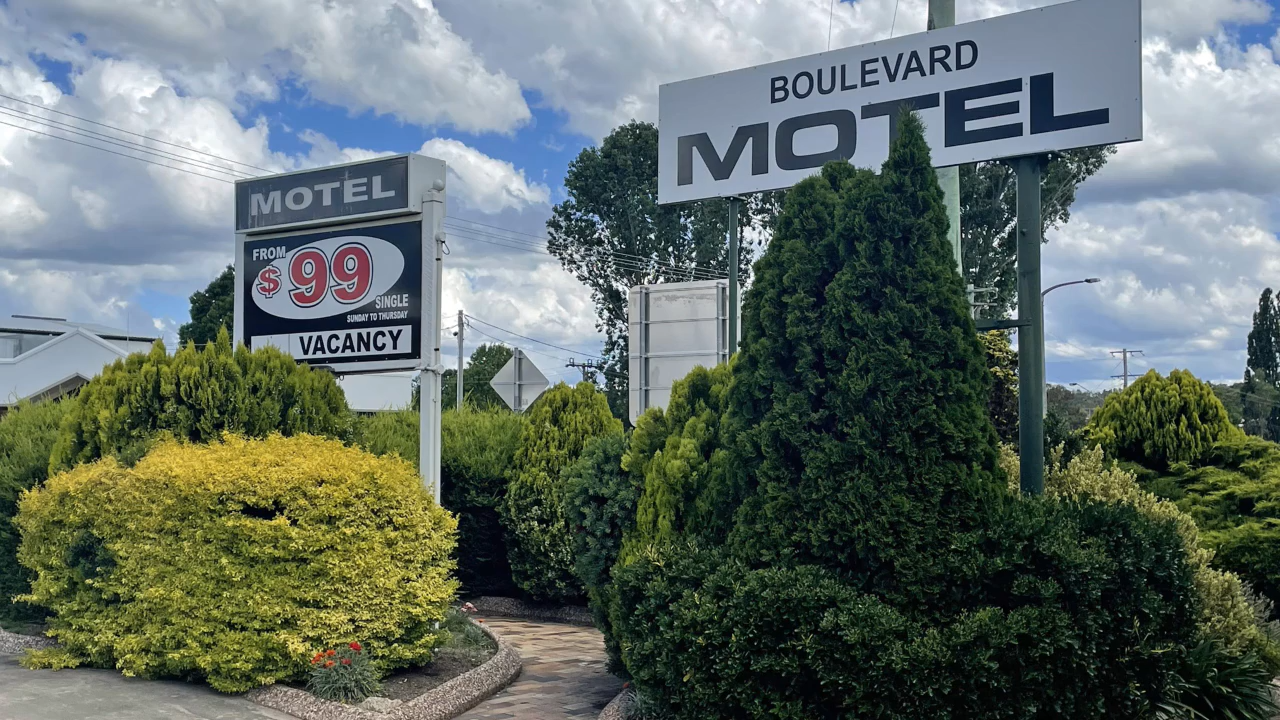 MOTEL
FROM
$99
SINGLE
SUNDAY TO THURSDAY
VACANCY
BOULEVARD
MOTEL